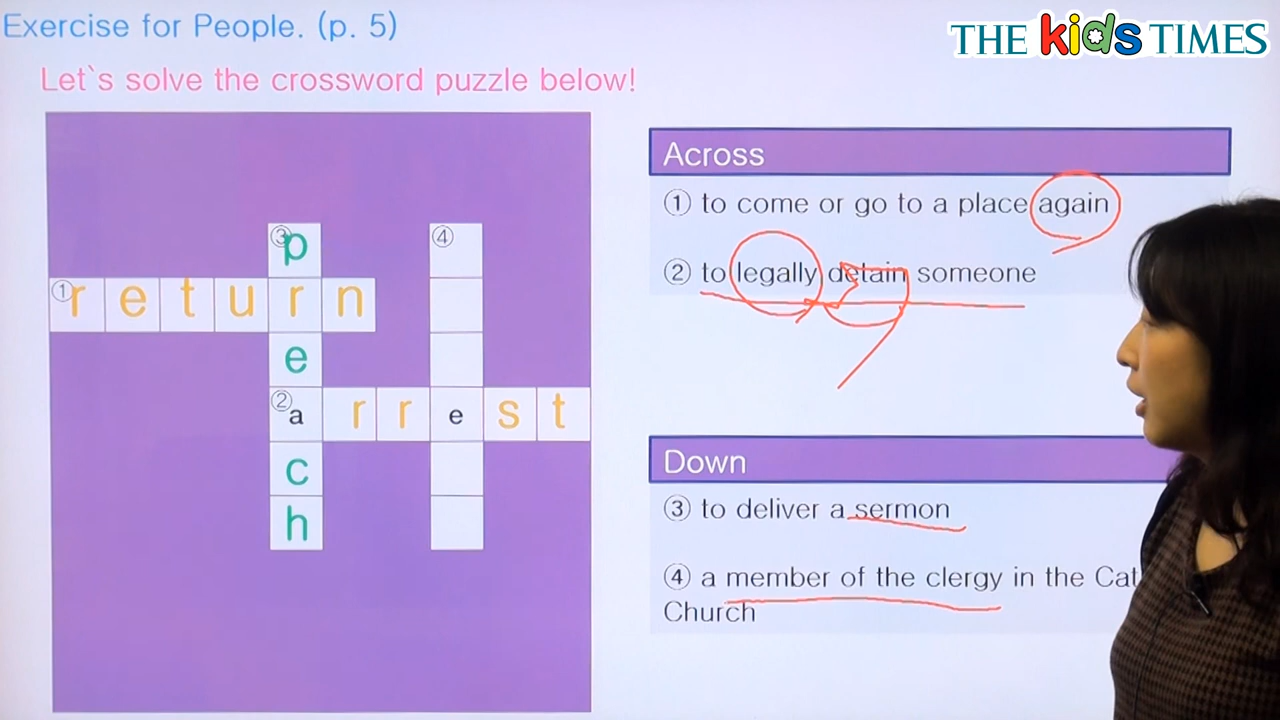 Exercise for People. (p. 5)
THE kids TIMES
Let`s solve the crossword puzzle below!
③ p
④
① r e t u r n
e
② a r r e s t
c
h
Across
① to come or go to a place again
② to legally detain someone
Down
③ to deliver a sermon
④ a member of the clergy in the
Church